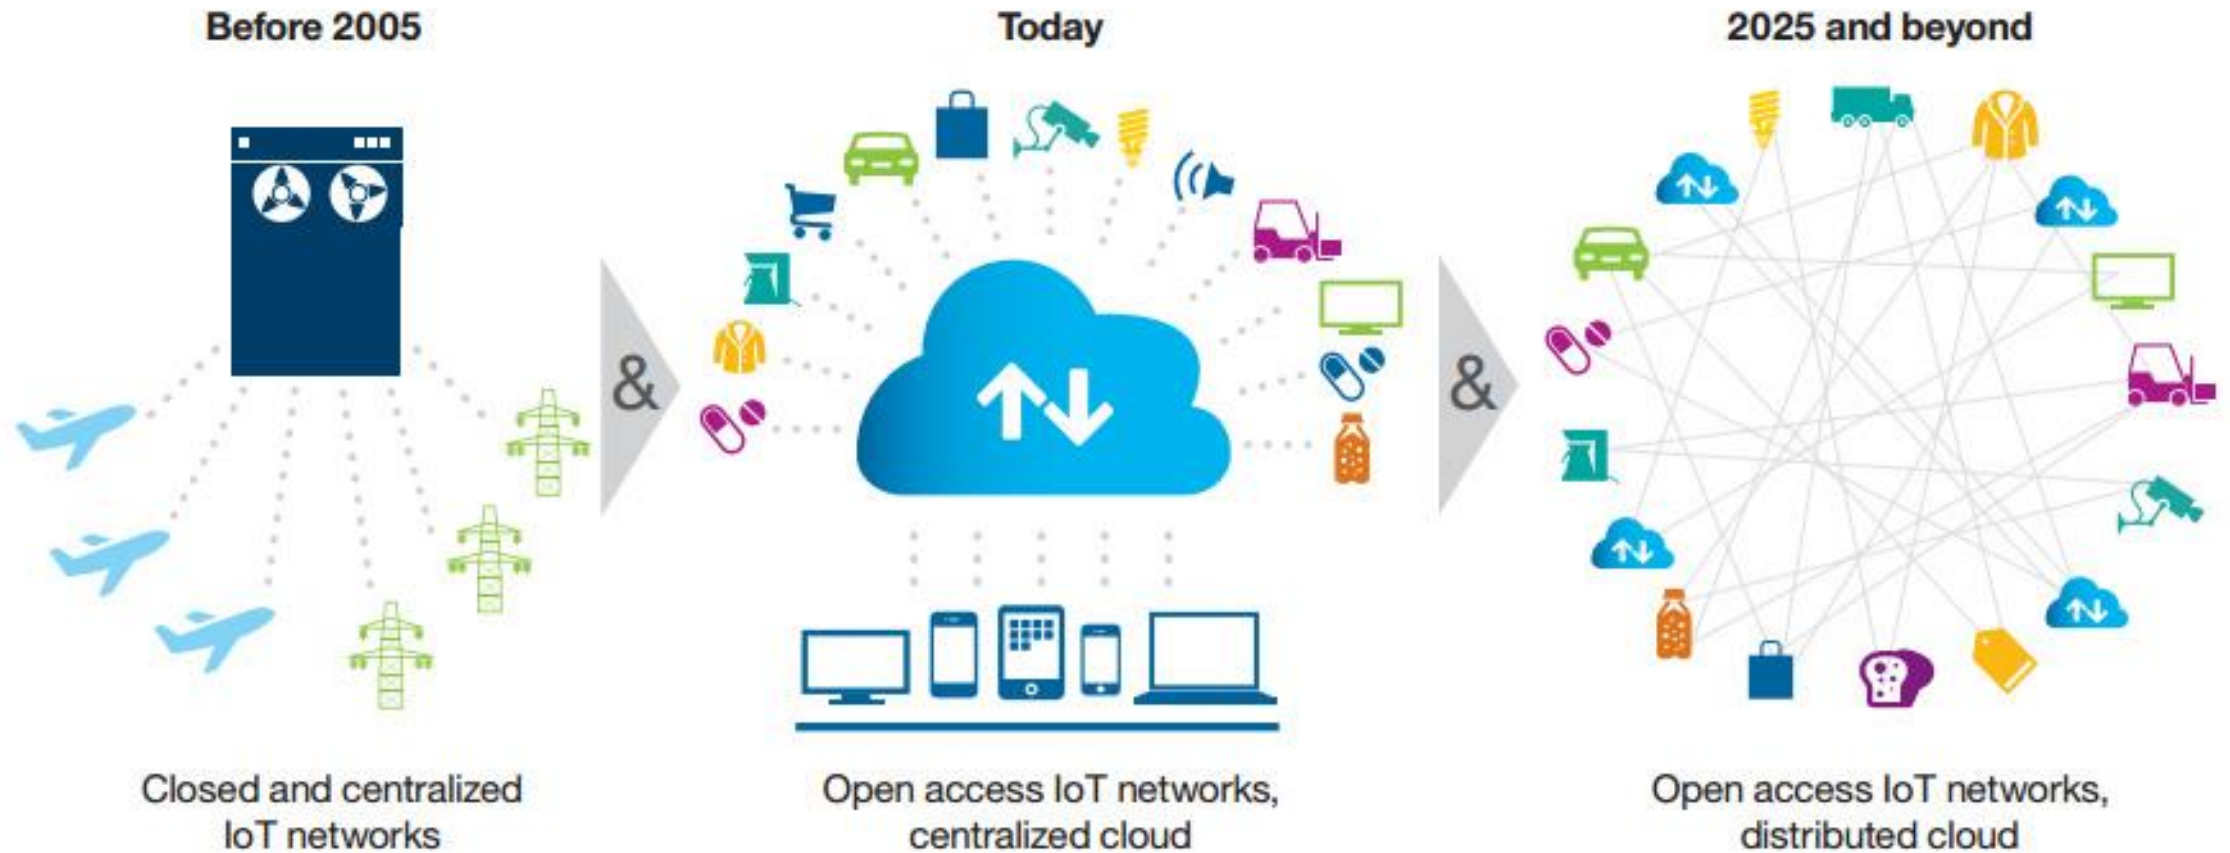 Before 2005
Today
2025 and beyond
&
&
Closed and centralized
IoT networks
Open access IoT networks,
centralized cloud
Open access IoT networks,
distributed cloud